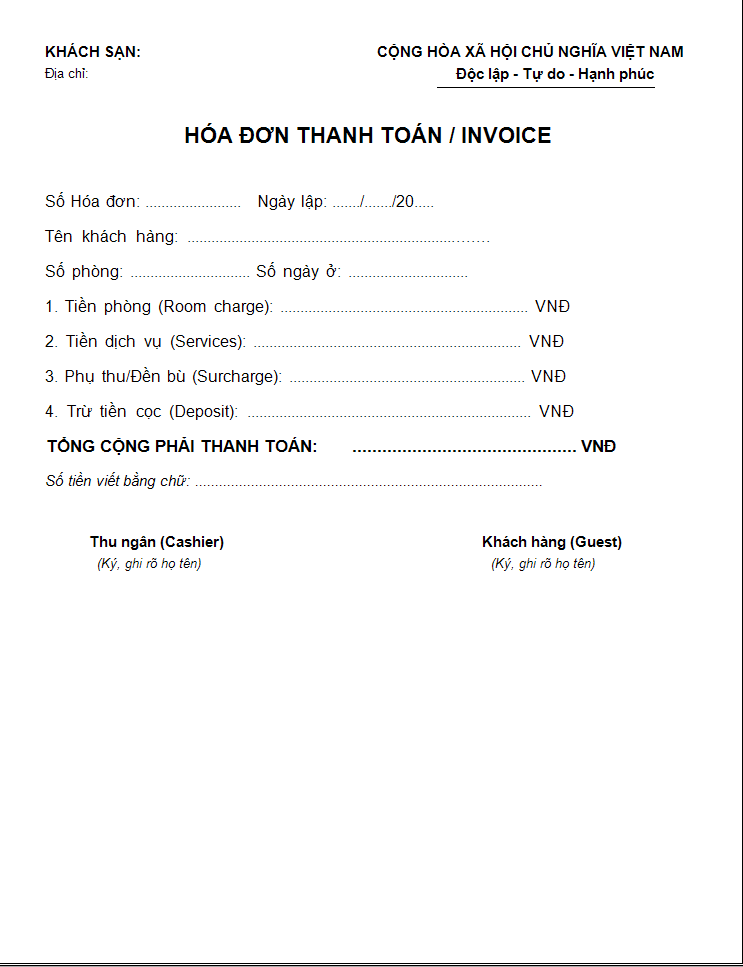 KHÁCH SẠN:
CỘNG HÒA XÃ HỘI CHỦ NGHĨA VIỆT NAM
Địa chỉ:
Độc lập - Tự do - Hạnh phúc
HÓA ĐƠN THANH TOÁN / INVOICE
Số Hóa đơn: ........................ Ngày lập: ......./......./20.....
Tên khách hàng: ...........................................................................
Số phòng: .............................. Số ngày ở: ..............................
1. Tiền phòng (Room charge): .............................................................. VNĐ
2. Tiền dịch vụ (Services): ................................................................... VNĐ
3. Phụ thu/Đền bù (Surcharge): ........................................................... VNĐ
4. Trừ tiền cọc (Deposit): ....................................................................... VNĐ
TỔNG CỘNG PHẢI THANH TOÁN: ............................................. VNĐ
Số tiền viết bằng chữ: .......................................................................................
Thu ngân (Cashier)
Khách hàng (Guest)
(Ký, ghi rõ họ tên)
(Ký, ghi rõ họ tên)